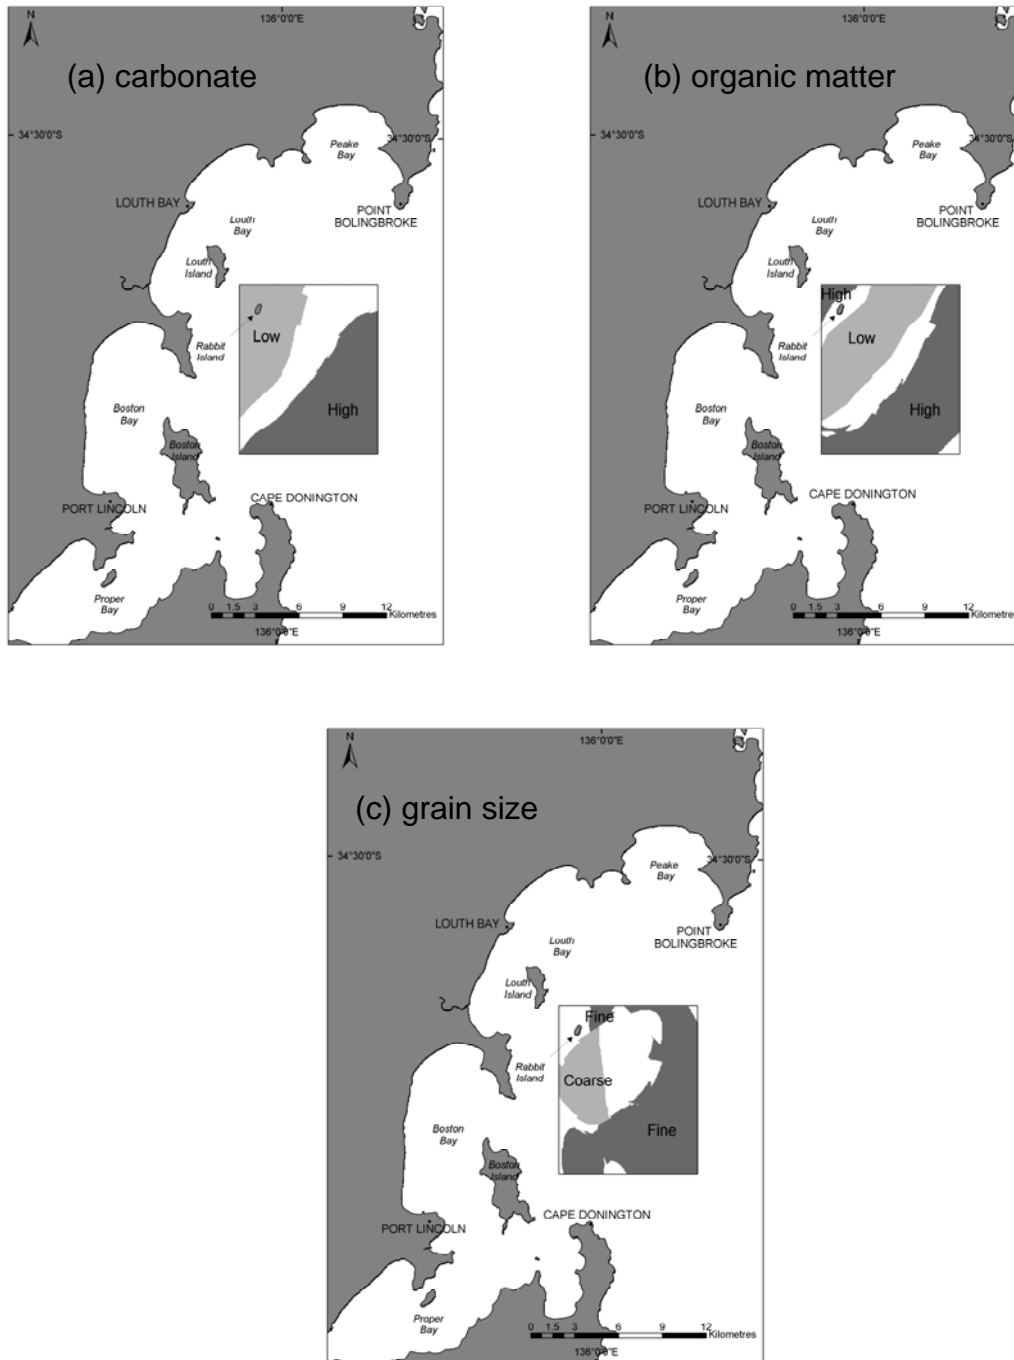 N
136°0'0"E
(a) carbonate
34°30'0"S
34°30'0"S
Peake
Bay
LOUTH BAY
POINT
BOLINGBROKE
Louth
Bay
Louth
Island
Rabbit
Island
Low
High
Boston
Bay
Boston
Island
CAPE DONINGTON
PORT LINCOLN
Proper
Bay
0 1.5 3 6 9 12
Kilometres
136°0'0"E
N
136°0'0"E
(b) organic matter
34°30'0"S
34°30'0"S
Peake
Bay
LOUTH BAY
POINT
BOLINGBROKE
Louth
Bay
Louth
Island
High
Rabbit
Island
Low
High
Boston
Bay
Boston
Island
CAPE DONINGTON
PORT LINCOLN
Proper
Bay
0 1.5 3 6 9 12
Kilometres
136°0'0"E
N
136°0'0"E
(c) grain size
34°30'0"S
34°30'0"S
Peake
Bay
LOUTH BAY
POINT
BOLINGBROKE
Louth
Bay
Louth
Island
Fine
Rabbit
Island
Coarse
Fine
Boston
Bay
Boston
Island
CAPE DONINGTON
PORT LINCOLN
Proper
Bay
0 1.5 3 6 9 12
Kilometres
136°0'0"E